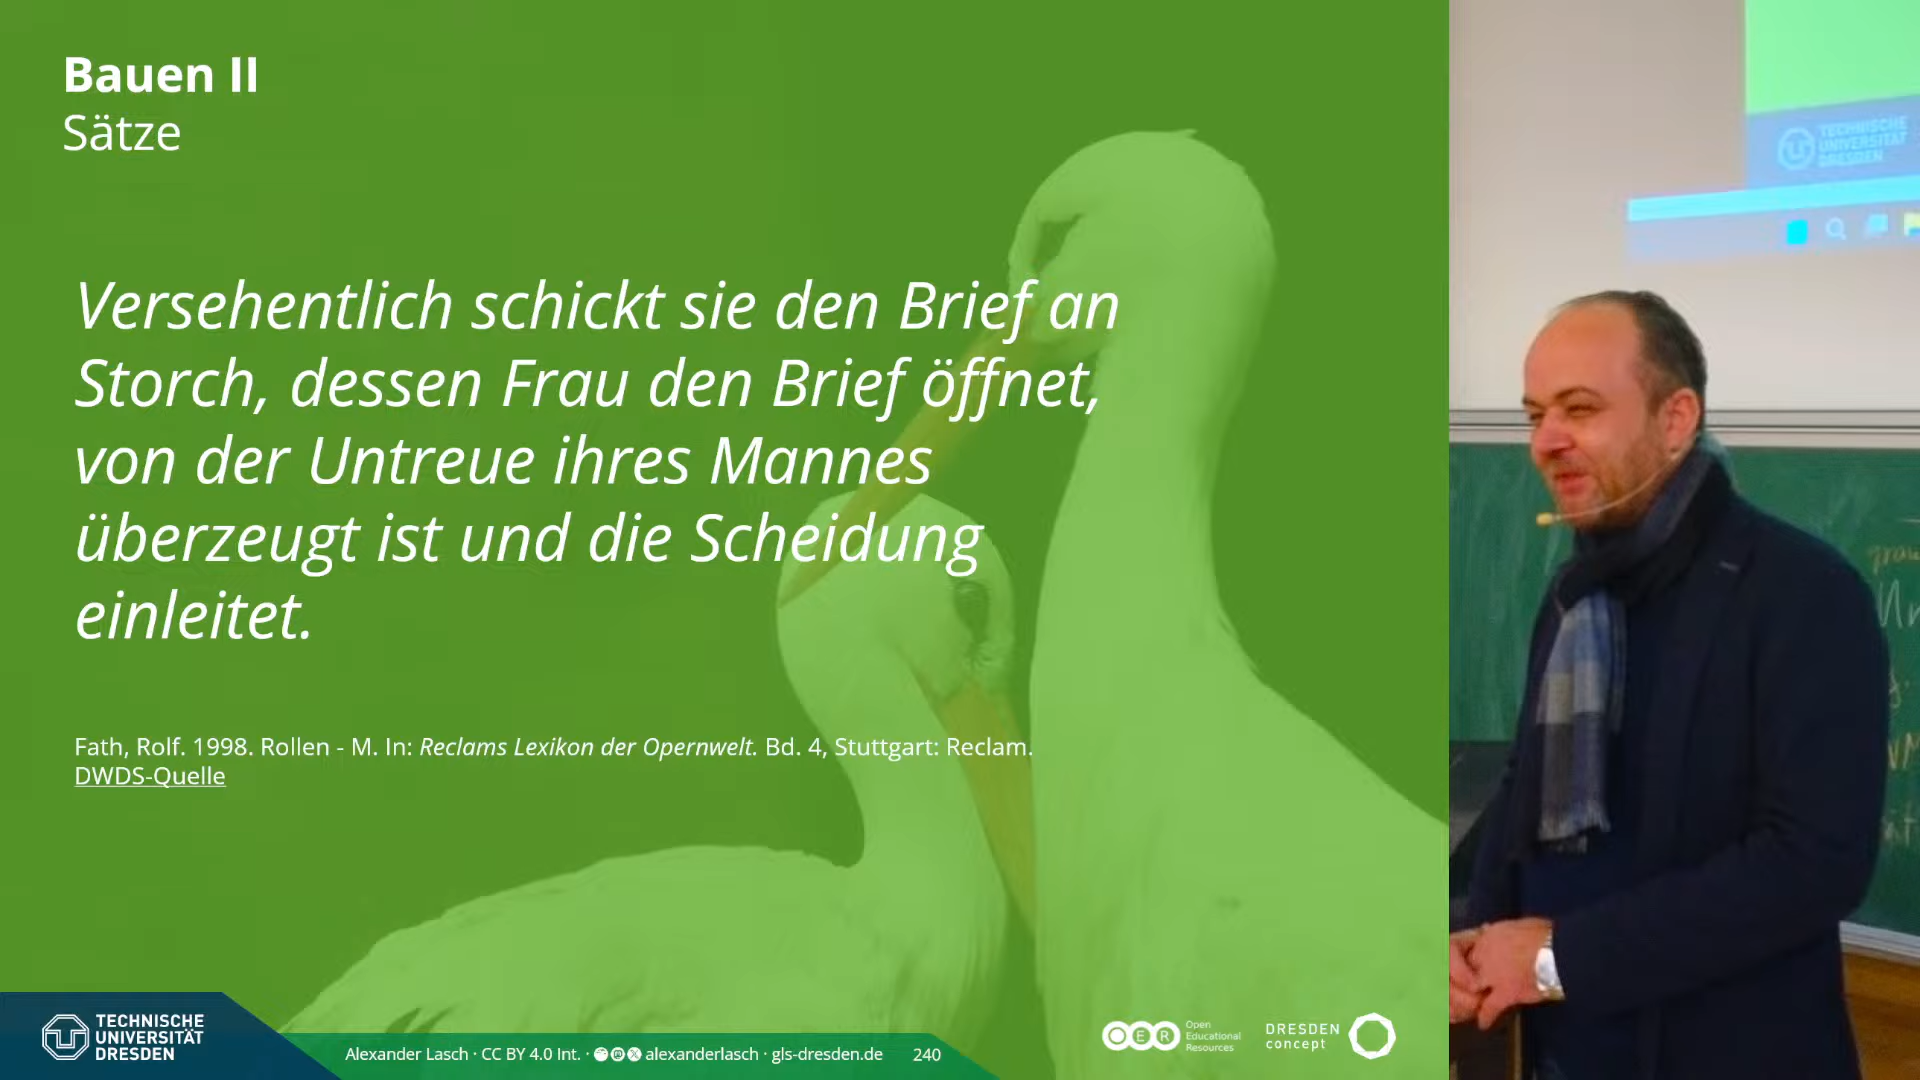 Bauen II
Sätze
Versehentlich schickt sie den Brief an
Storch, dessen Frau den Brief öffnet,
von der Untreue ihres Mannes
überzeugt ist und die Scheidung
einleitet.
Fath, Rolf. 1998. Rollen - M. In: Reclams Lexikon der Opernwelt. Bd. 4, Stuttgart: Reclam.
DWDS-Quelle
TECHNISCHE
UNIVERSITÄT
DRESDEN
Alexander Lasch · CC BY 4.0 Int. · alexanderlasch · gls-dresden.de 240
OER Open
Educational
Resources
DRESDEN
concept
TECHNISCHE
UNIVERSITÄT
DRESDEN